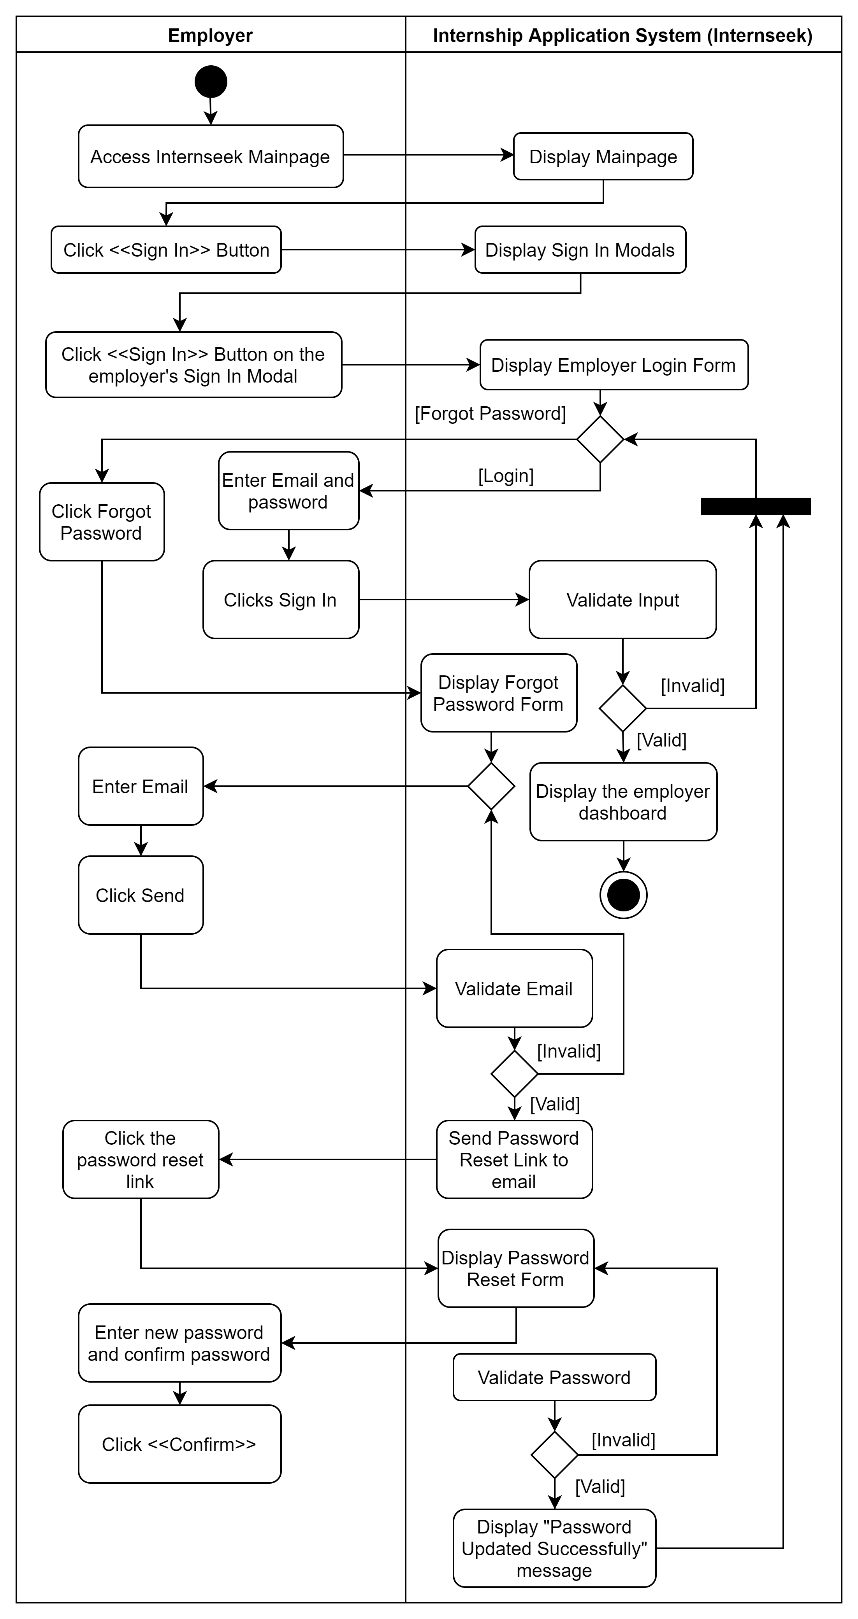 Employer
Internship Application System (Internseek)
Access Internseek Mainpage
Display Mainpage
Click <<Sign In>> Button
Display Sign In Modals
Click <<Sign In>> Button on the
employer's Sign In Modal
Display Employer Login Form
[Forgot Password]
[Login]
Enter Email and
password
Click Forgot
Password
Clicks Sign In
Validate Input
[Invalid]
[Valid]
Display Forgot
Password Form
Enter Email
Display the employer
dashboard
Click Send
Validate Email
[Invalid]
[Valid]
Send Password
Reset Link to
email
Click the
password reset
link
Display Password
Reset Form
Enter new password
and confirm password
Validate Password
Click <<Confirm>>
[Invalid]
[Valid]
Display "Password
Updated Successfully"
message